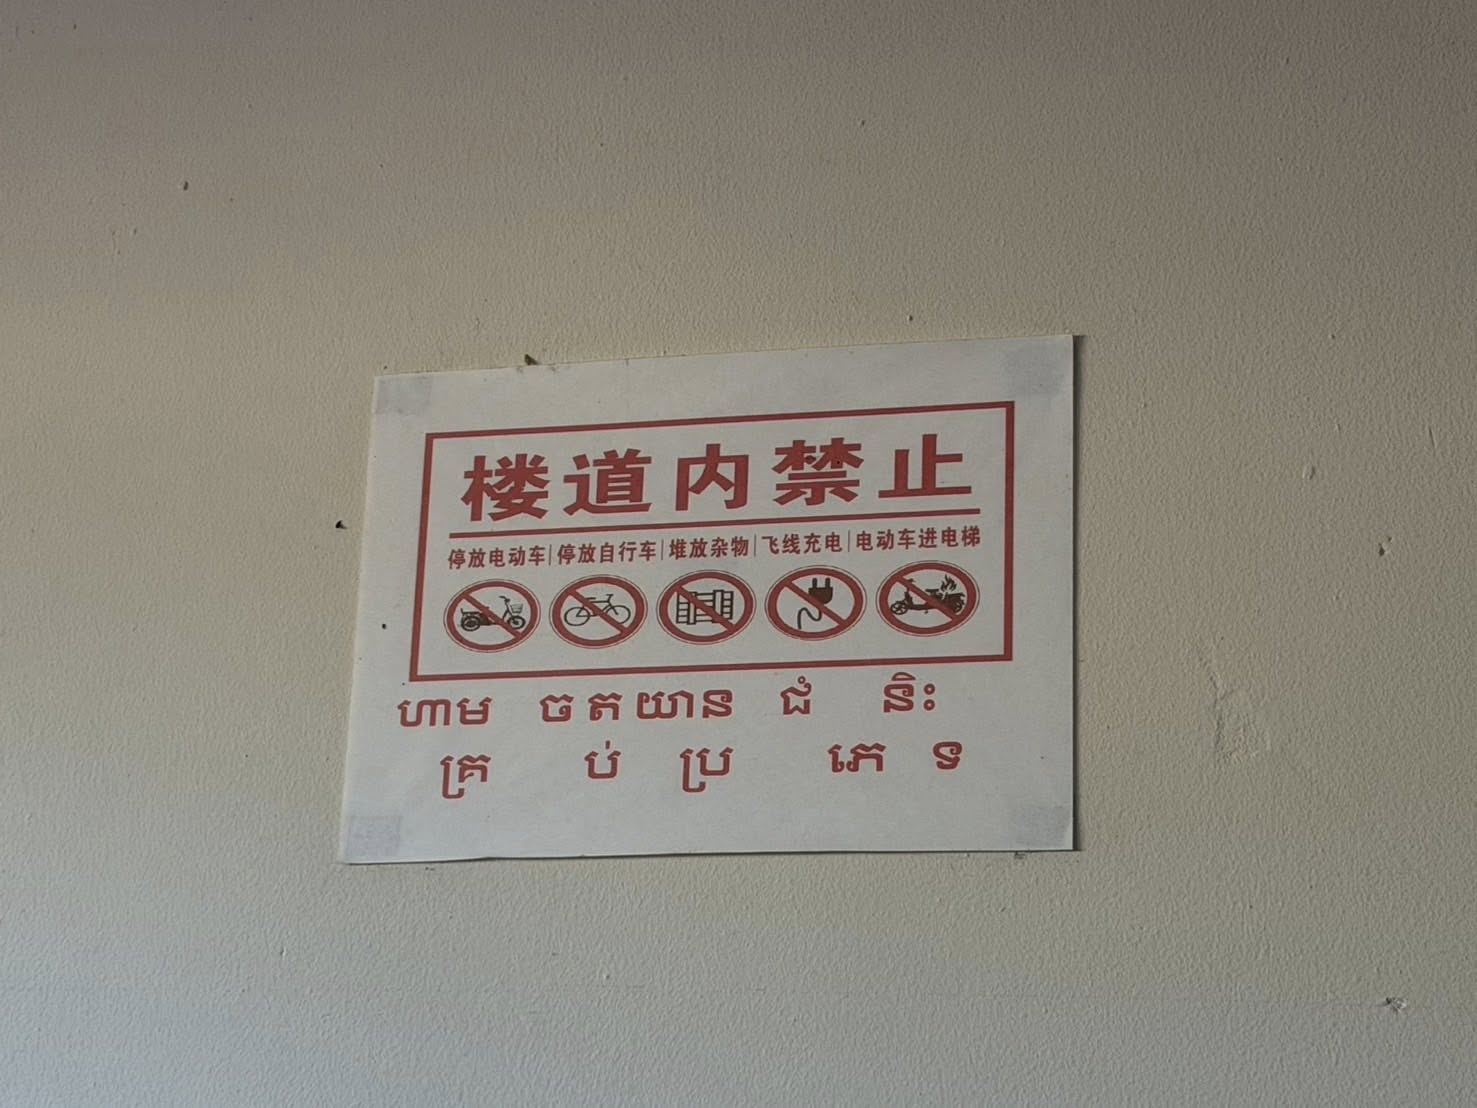 楼道内禁止
停放电动车|停放自行车|堆放杂物|飞线充电|电动车进电梯
ហាម ចតយាន ជំ និះ
គ្រ ប់ ប្រ ភេ ទ